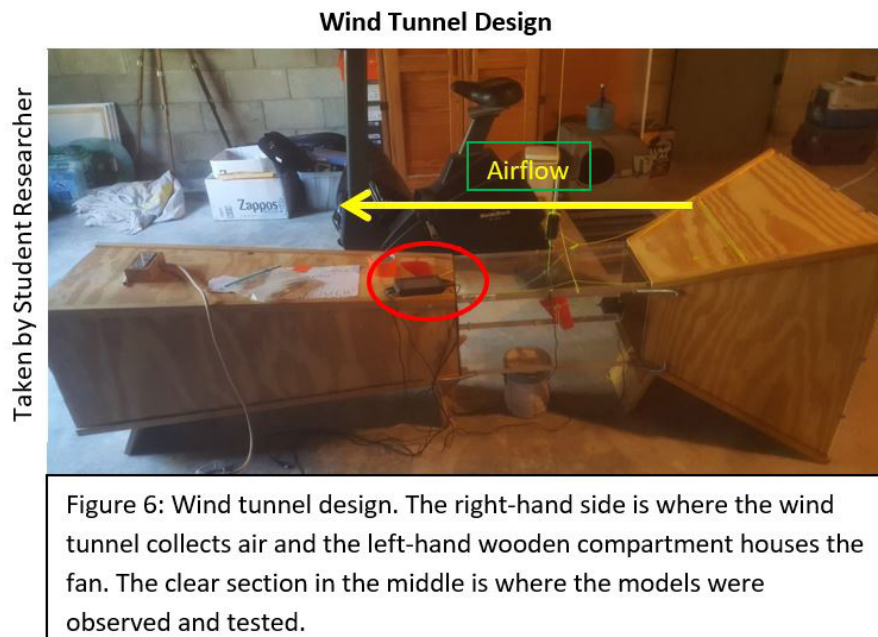 Wind Tunnel Design
Taken by Student Researcher
Zappos
Airflow
Figure 6: Wind tunnel design. The right-hand side is where the wind
tunnel collects air and the left-hand wooden compartment houses the
fan. The clear section in the middle is where the models were
observed and tested.